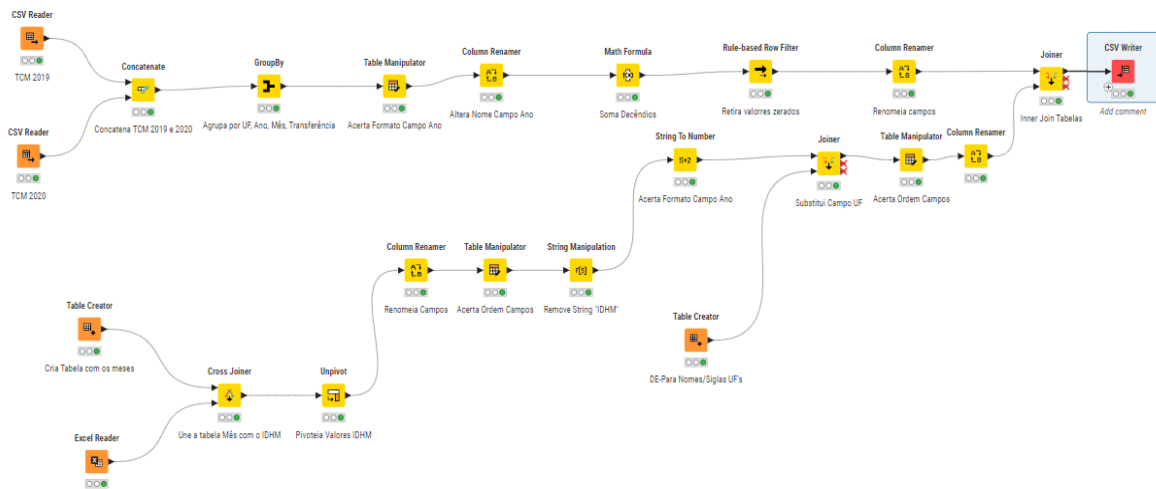 CSV Reader
TCM 2019
CSV Reader
TCM 2020
Concatenate
Concatena TCM 2019 e 2020
GroupBy
Agrupa por UF, Ano, Mês, Transferência
Table Manipulator
Acerta Formato Campo Ano
Column Renamer
Altera Nome Campo Ano
Math Formula
Soma Decêndios
Rule-based Row Filter
Retira valorres zerados
Column Renamer
Renomeia campos
Joiner
Inner Join Tabelas
CSV Writer
Add comment
String To Number
S→2
Acerta Formato Campo Ano
Joiner
Substitui Campo UF
Table Manipulator
Acerta Ordem Campos
Column Renamer
Column Renamer
Renomeia Campos
Table Manipulator
Acerta Ordem Campos
String Manipulation
f[s]
Remove String "IDHM"
Table Creator
DE-Para Nomes/Siglas UF's
Table Creator
Cria Tabela com os meses
Cross Joiner
Une a tabela Mês com o IDHM
Unpivot
Pivoteia Valores IDHM
Excel Reader